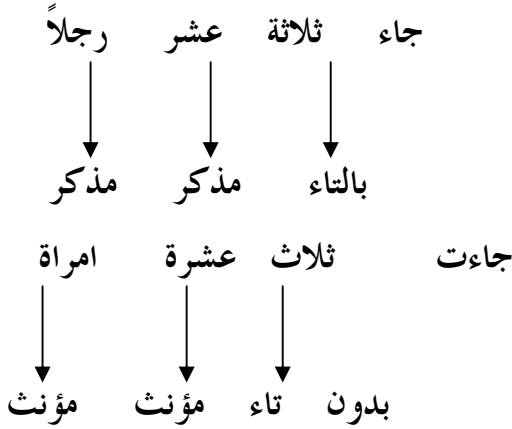 جاء ثلاثة عشر رجلاً
بالتاء مذكر مذكر
جاءت ثلاث عشرة امراة
بدون تاء مؤنث مؤنث